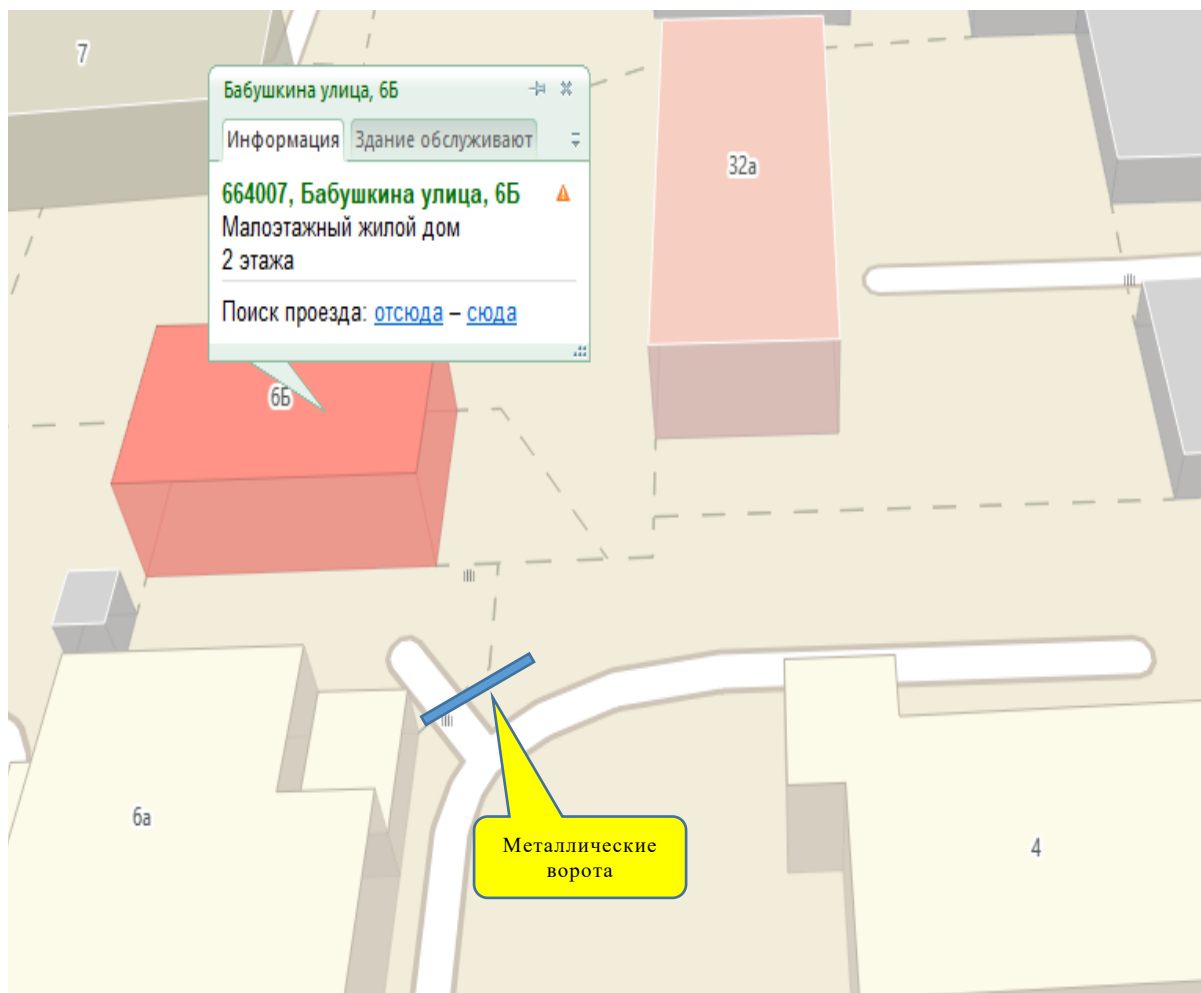 7
Бабушкина улица, 6Б
Информация
Здание обслуживают
664007, Бабушкина улица, 6Б
Малоэтажный жилой дом
2 этажа
Поиск проезда: отсюда – сюда
32а
6Б
6а
Металлические
ворота
4